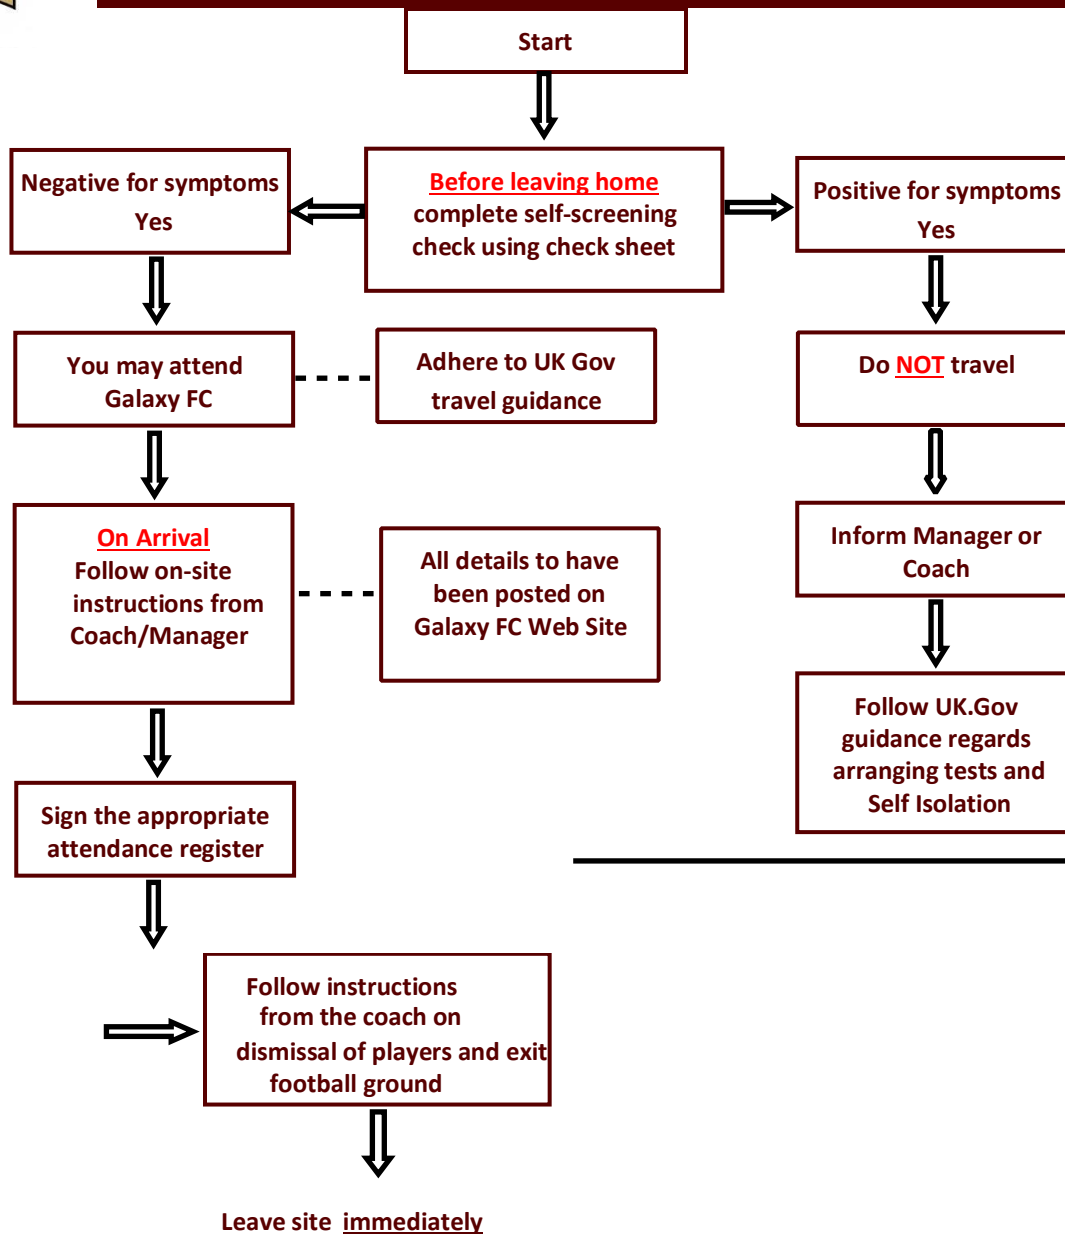 Start
Before leaving home
complete self-screening
check using check sheet
Negative for symptoms
Yes
Positive for symptoms
Yes
You may attend
Galaxy FC
Adhere to UK Gov
travel guidance
Do NOT travel
On Arrival
Follow on-site
instructions from
Coach/Manager
All details to have
been posted on
Galaxy FC Web Site
Inform Manager or
Coach
Follow UK.Gov
guidance regards
arranging tests and
Self Isolation
Sign the appropriate
attendance register
Follow instructions
from the coach on
dismissal of players and exit
football ground
Leave site immediately